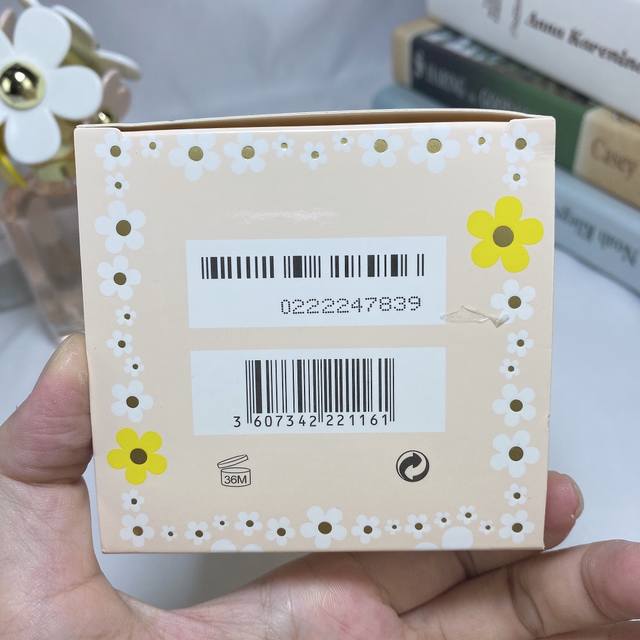 Anna Karenina
Casey
0222247839
3 607342 221161
36M